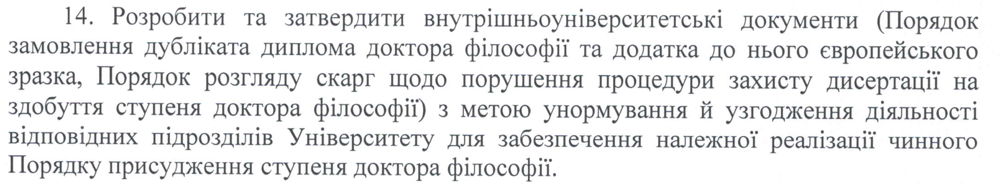 14. Розробити та затвердити внутрішньоуніверситетські документи (Порядок
замовлення дубліката диплома доктора філософії та додатка до нього європейського
зразка, Порядок розгляду скарг щодо порушення процедури захисту дисертації на
здобуття ступеня доктора філософії) з метою унормування й узгодження діяльності
відповідних підрозділів Університету для забезпечення належної реалізації чинного
Порядку присудження ступеня доктора філософії.